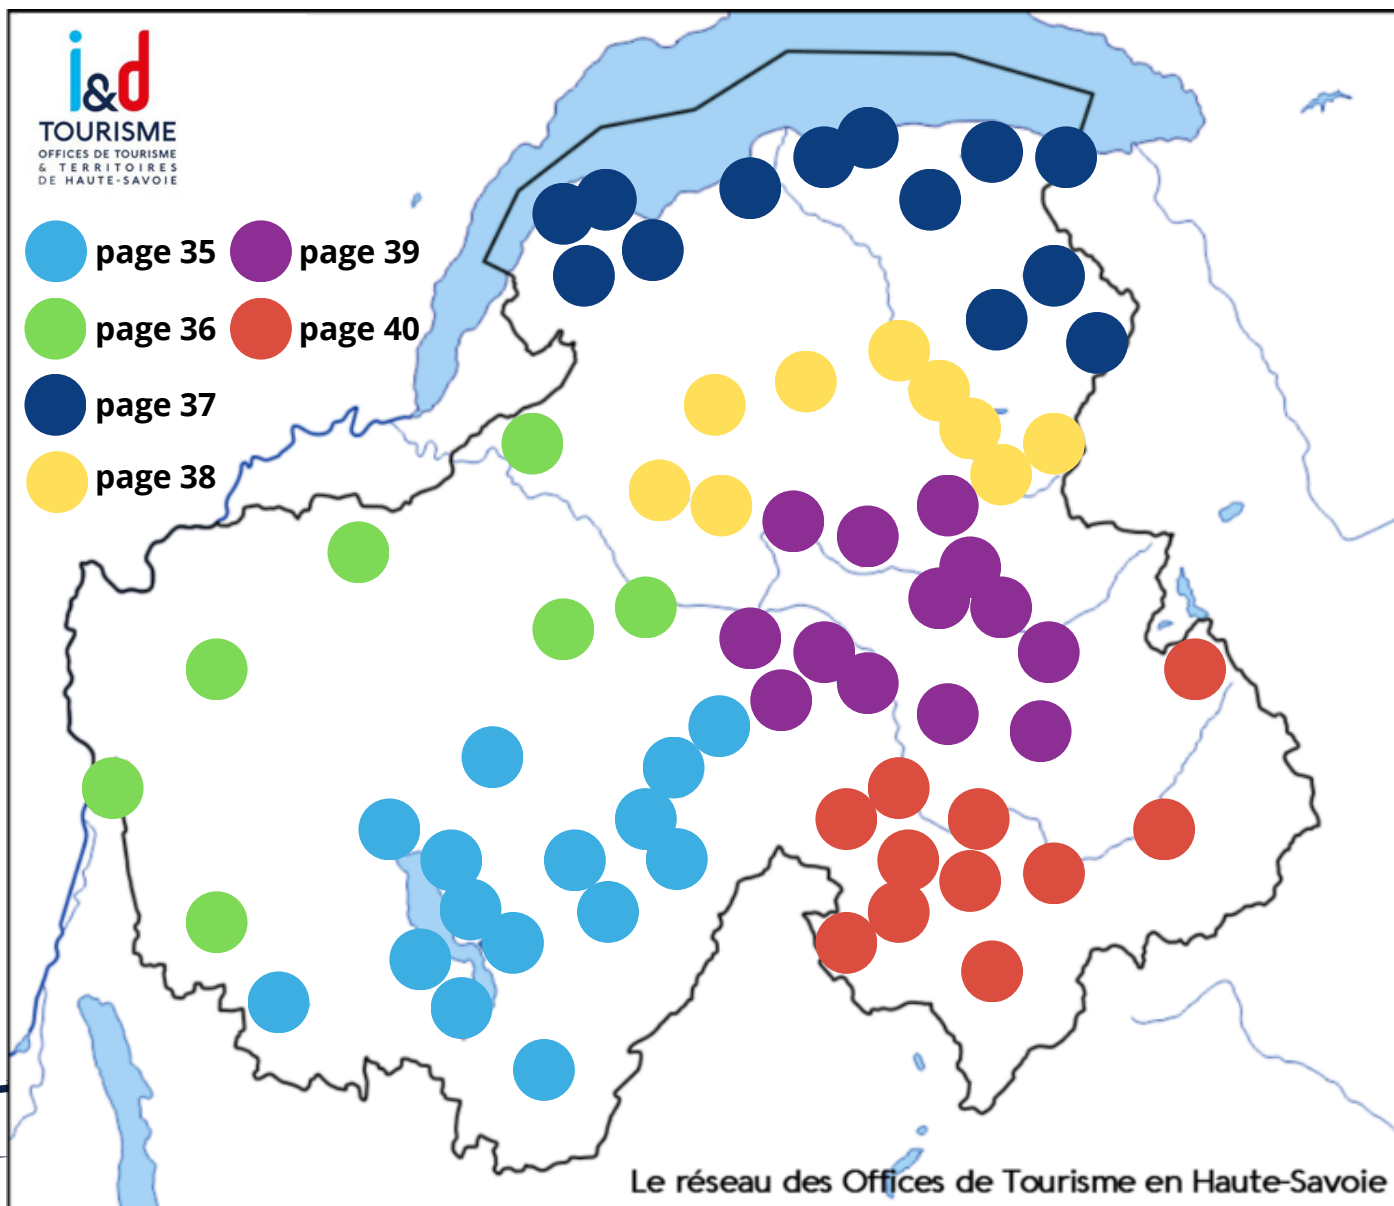 i&d
TOURISME
OFFICES DE TOURISME
& TERRITOIRES
DE HAUTE-SAVOIE
page 35
page 39
page 36
page 40
page 37
page 38
Le réseau des Offices de Tourisme en Haute-Savoie